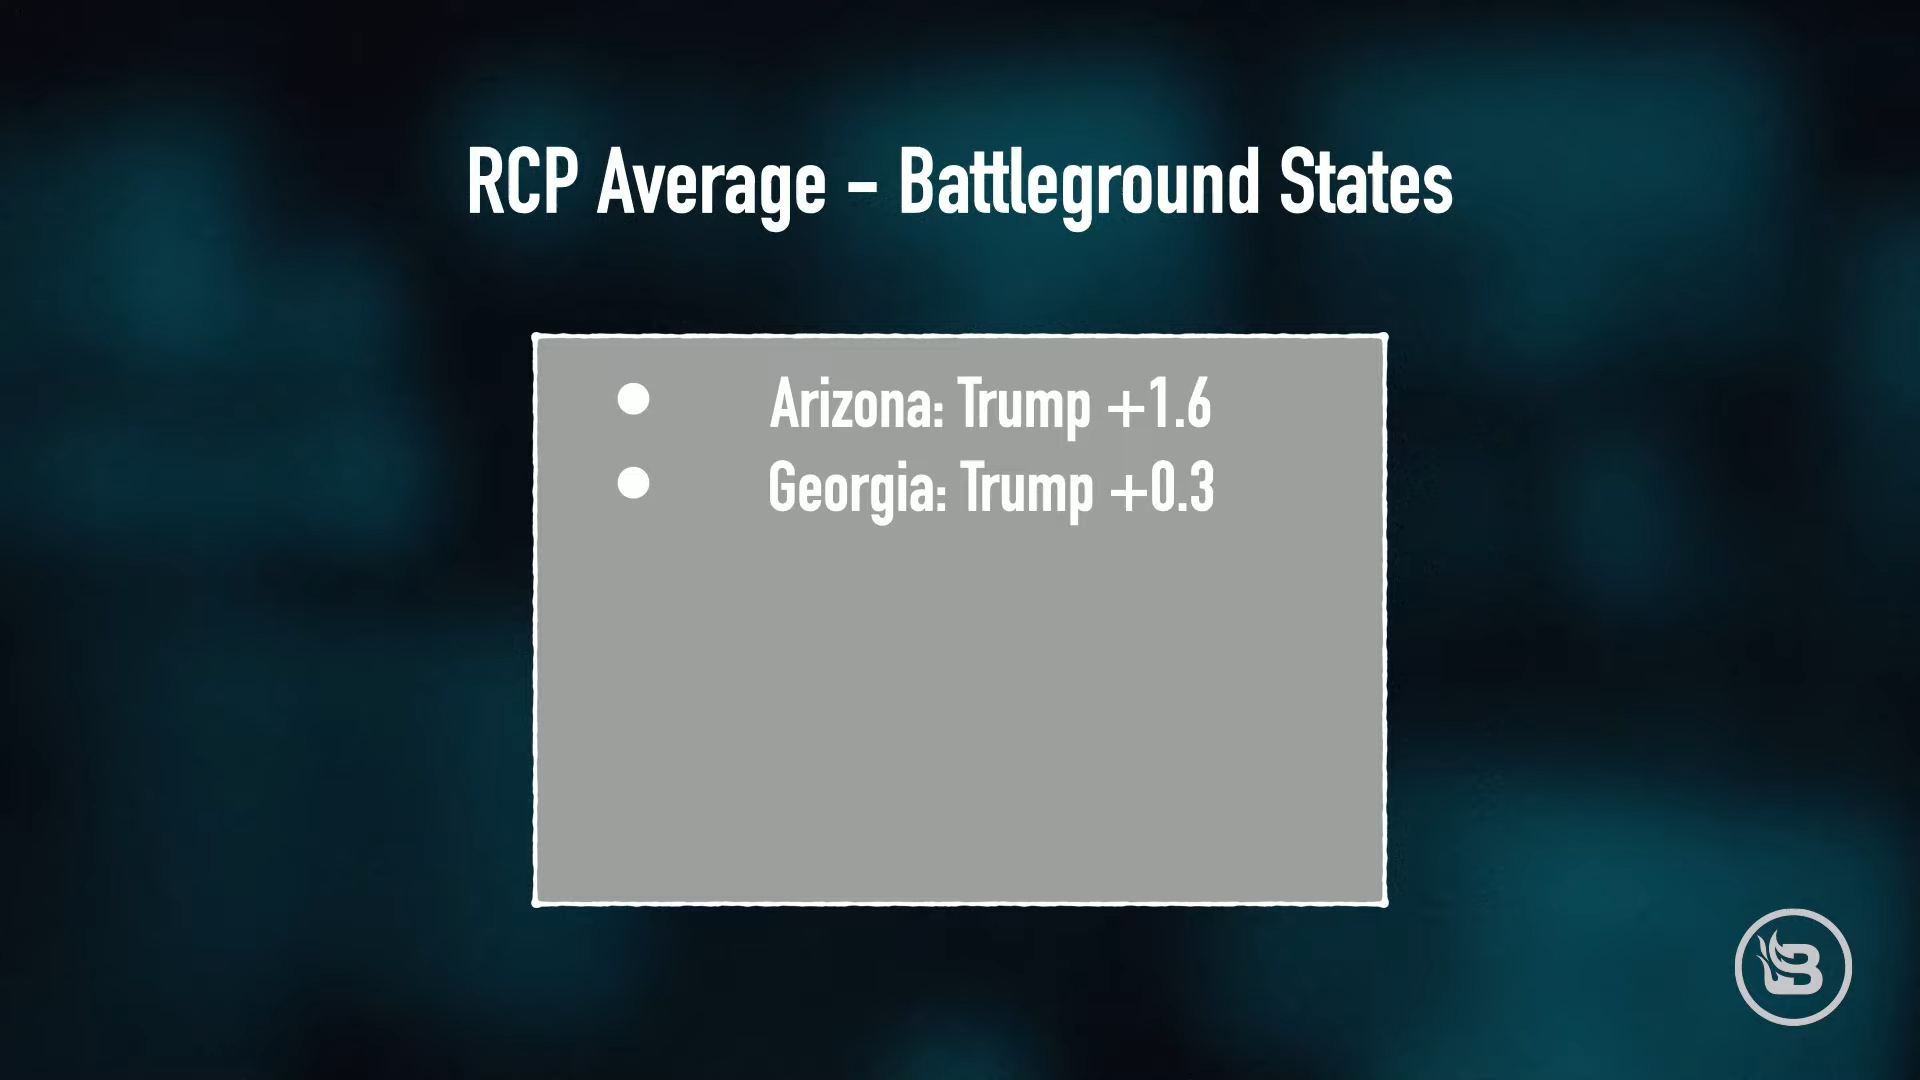 RCP Average - Battleground States
● Arizona: Trump +1.6
● Georgia: Trump +0.3
B